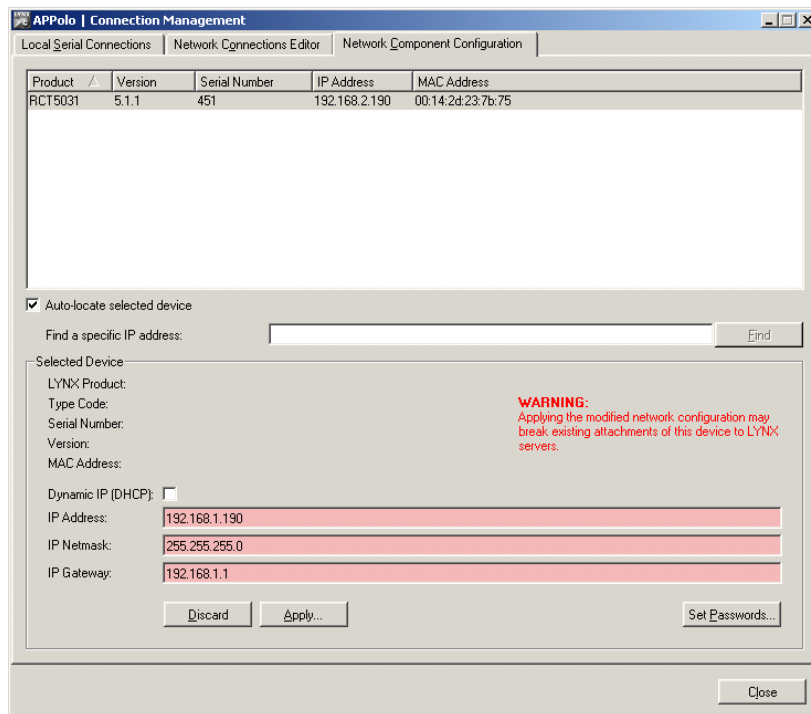 APPolo | Connection Management
Local Serial Connections Network Connections Editor Network Component Configuration
Product Version Serial Number IP Address MAC Address
RCT5031 5.1.1 451 192.168.2.190 00:14:2d:23:7b:75
Auto-locate selected device
Find a specific IP address: Find
Selected Device
LYNX Product:
Type Code:
Serial Number:
Version:
MAC Address:
WARNING:
Applying the modified network configuration may
break existing attachments of this device to LYNX
servers.
Dynamic IP (DHCP):
IP Address: 192.168.1.190
IP Netmask: 255.255.255.0
IP Gateway: 192.168.1.1
Discard Apply... Set Passwords...
Close